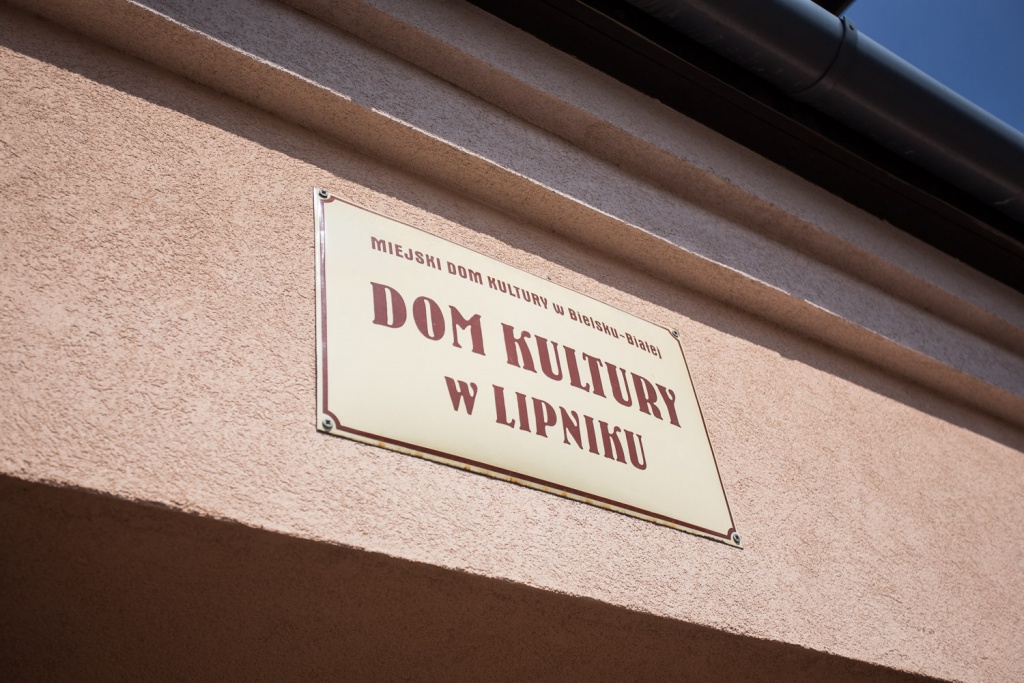 MIEJSKI DOM KULTURY W Bielsku-Białej
DOM KULTURY
W LIPNIKU